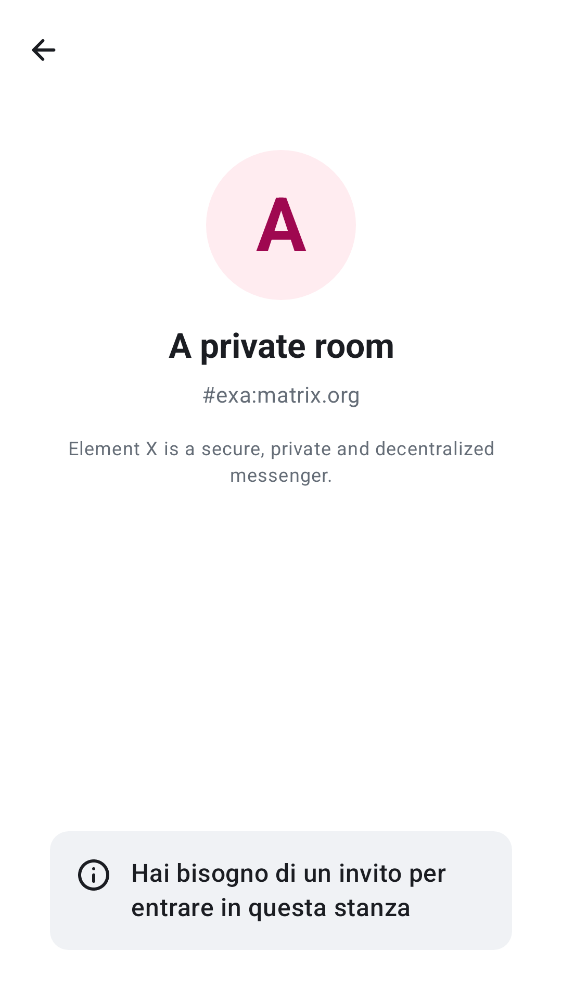 A
A private room
#exa:matrix.org
Element X is a secure, private and decentralized
messenger.
Hai bisogno di un invito per
entrare in questa stanza